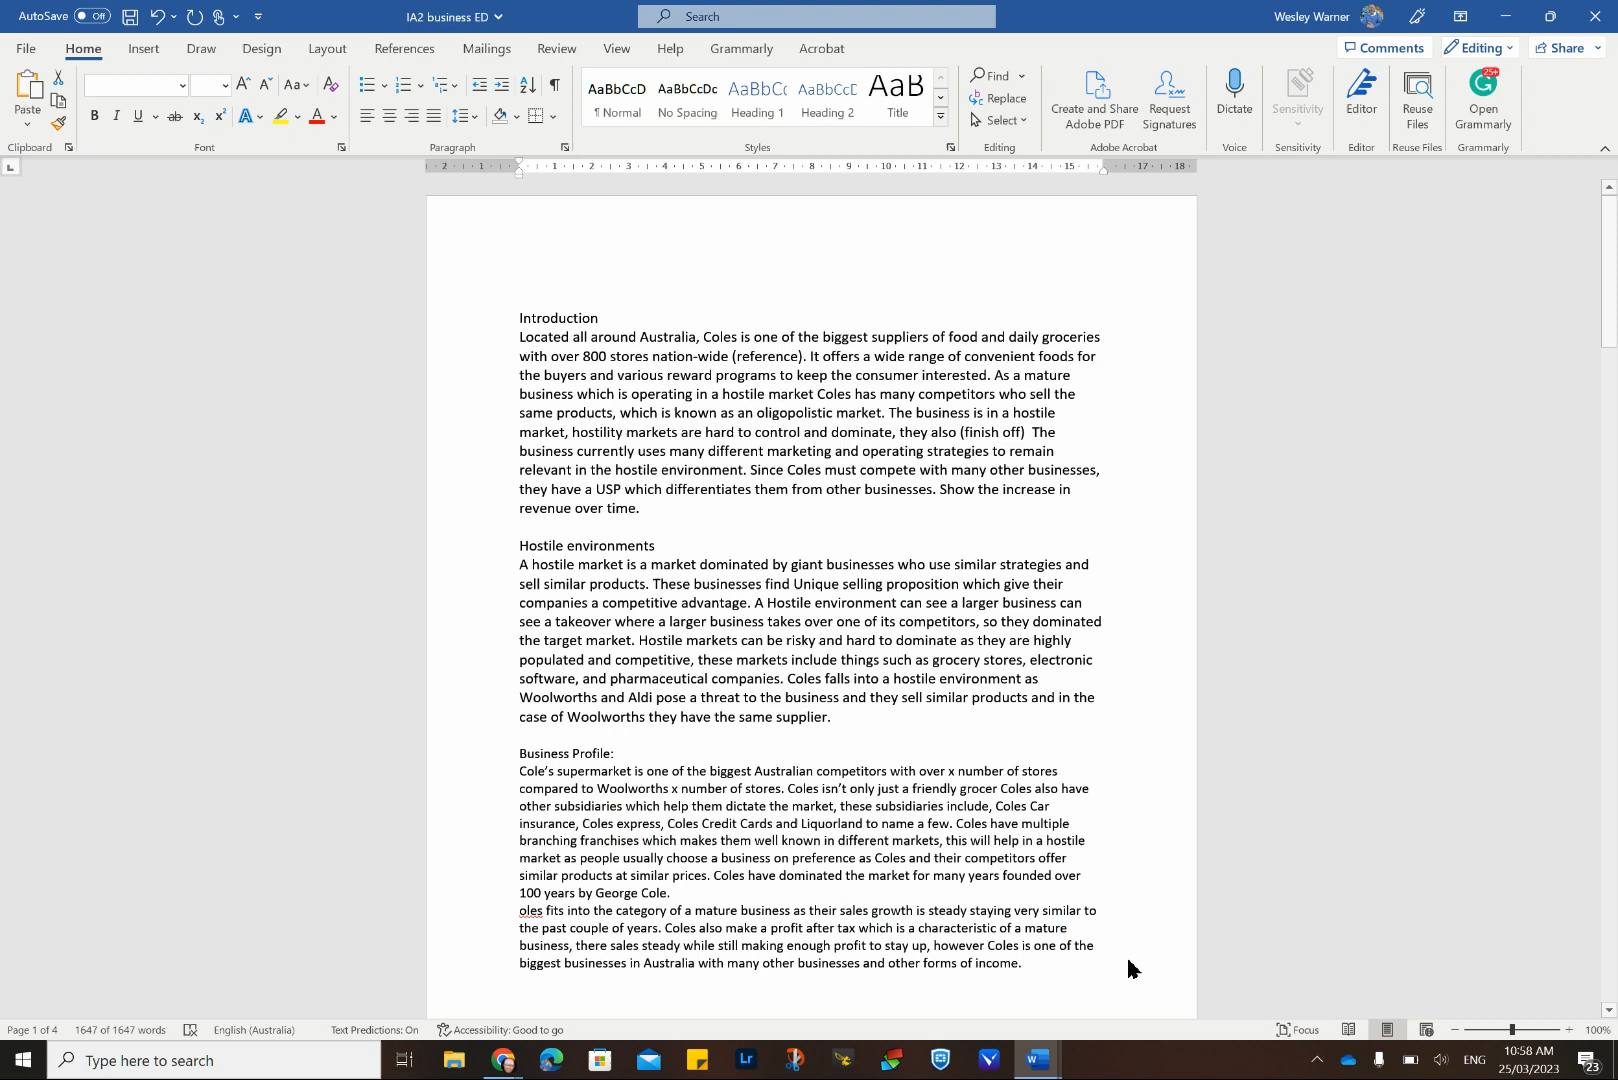 AutoSave Off IA2 business ED Search Wesley Warner
File Home Insert Draw Design Layout References Mailings Review View Help Grammarly Acrobat Comments Editing Share
Paste
Clipboard
Aa
B I U ab x2 x2 A A
Font
Paragraph
AaBbCcD AaBbCcDc AaBbCc AaBbCcD AaB
¶ Normal No Spacing Heading 1 Heading 2 Title
Styles
Find
Replace
Select
Editing
Create and Share Adobe PDF
Request Signatures
Adobe Acrobat
Dictate
Voice
Sensitivity
Sensitivity
Editor
Editor
Reuse Files
Reuse Files
25+
Open Grammarly
Grammarly
2 1 1 2 3 4 5 6 7 8 9 10 11 12 13 14 15 17 18
Introduction
Located all around Australia, Coles is one of the biggest suppliers of food and daily groceries
with over 800 stores nation-wide (reference). It offers a wide range of convenient foods for
the buyers and various reward programs to keep the consumer interested. As a mature
business which is operating in a hostile market Coles has many competitors who sell the
same products, which is known as an oligopolistic market. The business is in a hostile
market, hostility markets are hard to control and dominate, they also (finish off)  The
business currently uses many different marketing and operating strategies to remain
relevant in the hostile environment. Since Coles must compete with many other businesses,
they have a USP which differentiates them from other businesses. Show the increase in
revenue over time.
Hostile environments
A hostile market is a market dominated by giant businesses who use similar strategies and
sell similar products. These businesses find Unique selling proposition which give their
companies a competitive advantage. A Hostile environment can see a larger business can
see a takeover where a larger business takes over one of its competitors, so they dominated
the target market. Hostile markets can be risky and hard to dominate as they are highly
populated and competitive, these markets include things such as grocery stores, electronic
software, and pharmaceutical companies. Coles falls into a hostile environment as
Woolworths and Aldi pose a threat to the business and they sell similar products and in the
case of Woolworths they have the same supplier.
Business Profile:
Cole's supermarket is one of the biggest Australian competitors with over x number of stores
compared to Woolworths x number of stores. Coles isn't only just a friendly grocer Coles also have
other subsidiaries which help them dictate the market, these subsidiaries include, Coles Car
insurance, Coles express, Coles Credit Cards and Liquorland to name a few. Coles have multiple
branching franchises which makes them well known in different markets, this will help in a hostile
market as people usually choose a business on preference as Coles and their competitors offer
similar products at similar prices. Coles have dominated the market for many years founded over
100 years by George Cole.
oles fits into the category of a mature business as their sales growth is steady staying very similar to
the past couple of years. Coles also make a profit after tax which is a characteristic of a mature
business, there sales steady while still making enough profit to stay up, however Coles is one of the
biggest businesses in Australia with many other businesses and other forms of income.
Page 1 of 4 1647 of 1647 words English (Australia) Text Predictions: On Accessibility: Good to go Focus 100%
Type here to search Lr W ENG 10:58 AM
25/03/2023 23